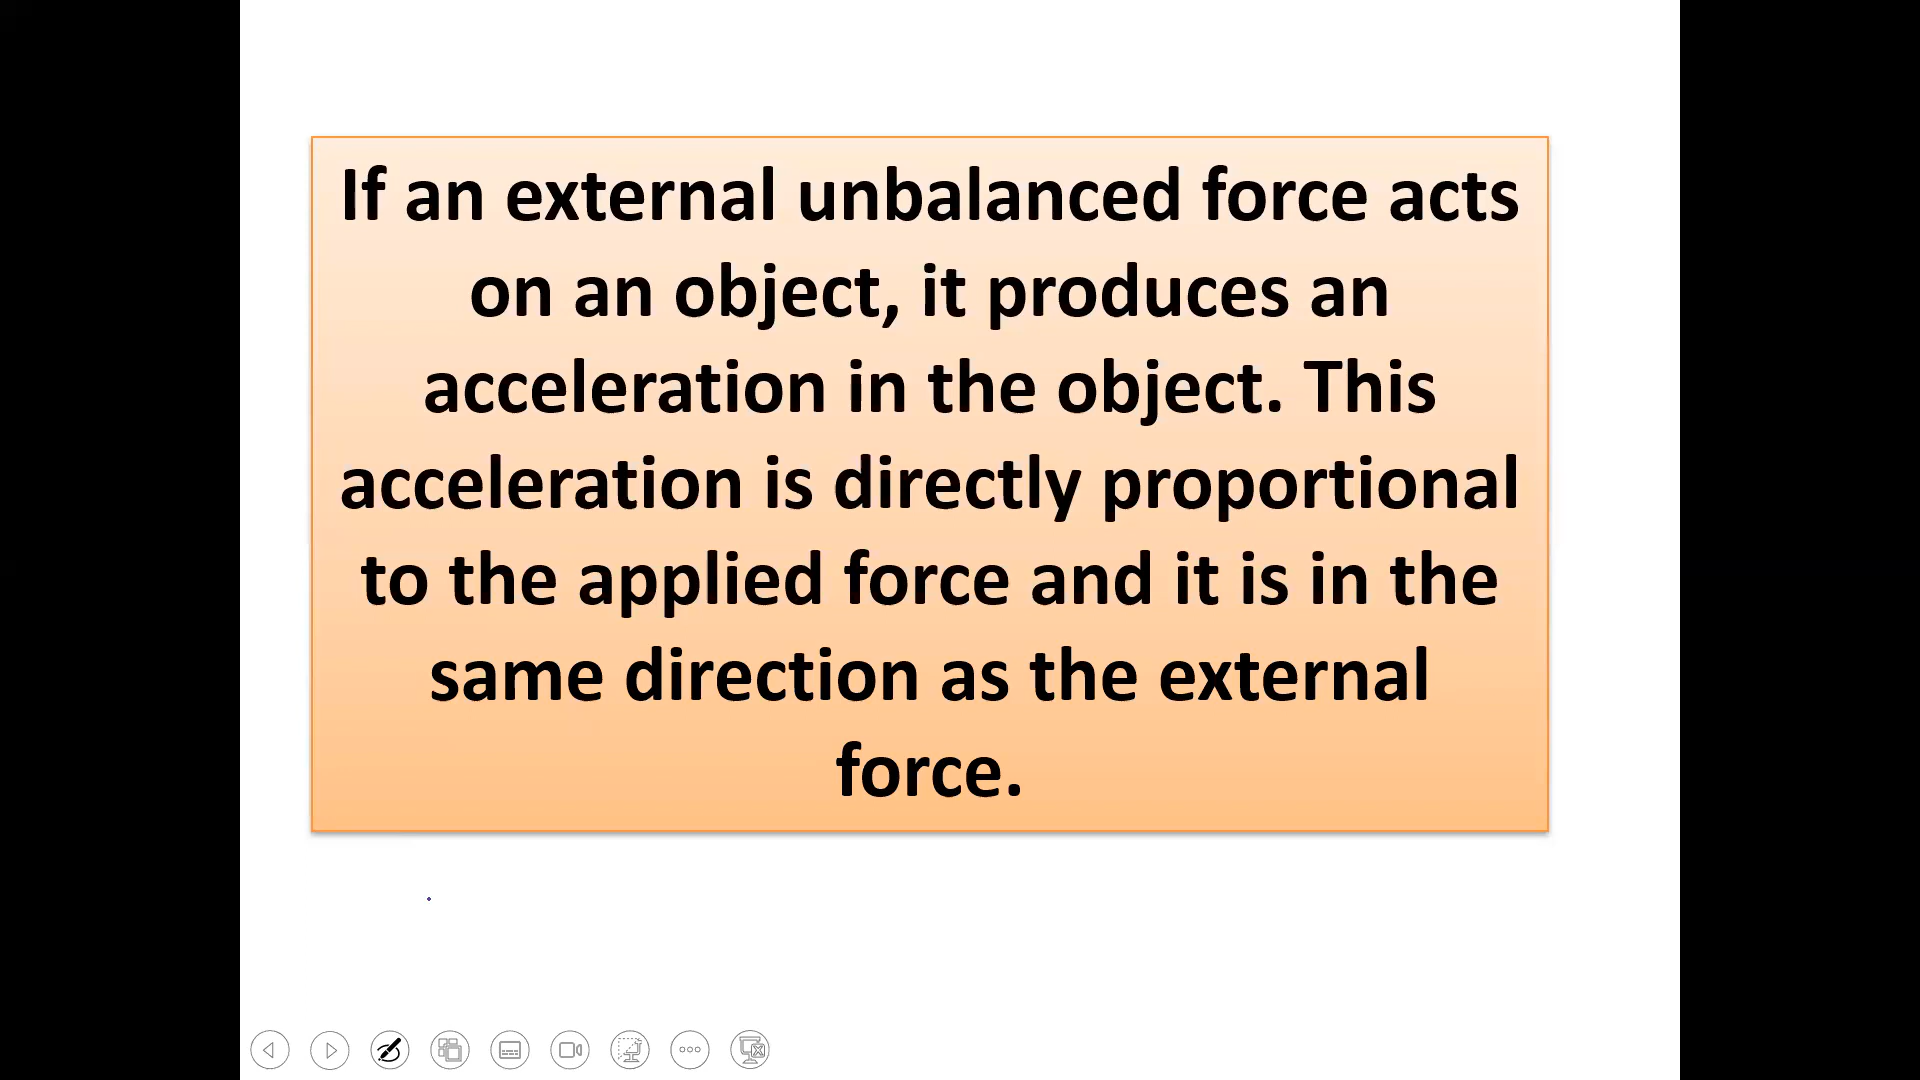 If an external unbalanced force acts
on an object, it produces an
acceleration in the object. This
acceleration is directly proportional
to the applied force and it is in the
same direction as the external
force.